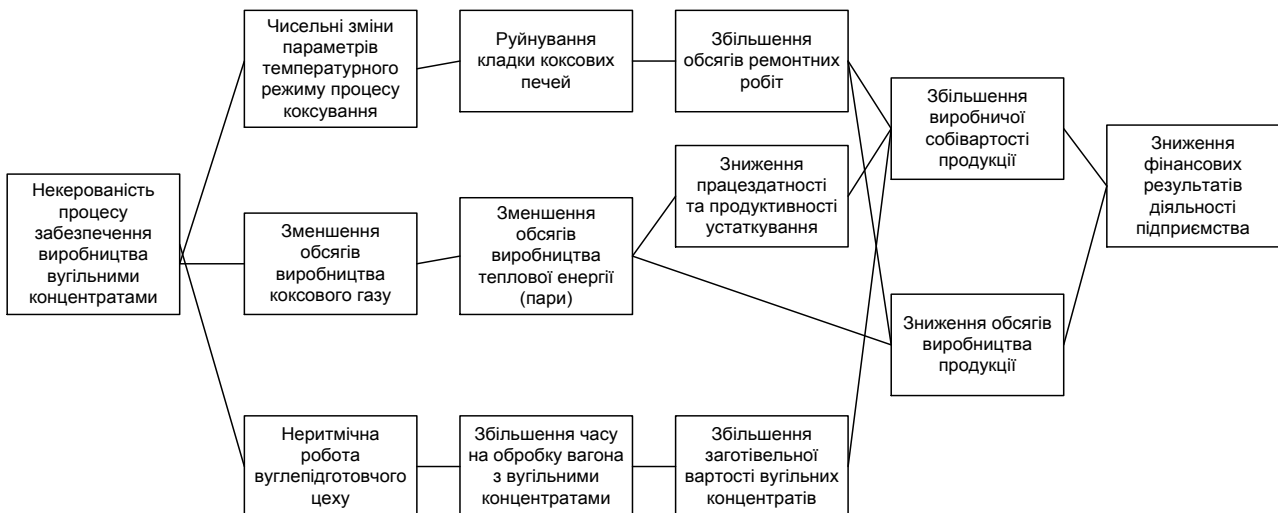 Некерованість
процесу
забезпечення
виробництва
вугільними
концентратами
Чисельні зміни
параметрів
температурного
режиму процесу
коксування
Руйнування
кладки коксових
печей
Збільшення
обсягів ремонтних
робіт
Зменшення
обсягів
виробництва
коксового газу
Зменшення
обсягів
виробництва
теплової енергії
(пари)
Зниження
працездатності
та продуктивності
устаткування
Неритмічна
робота
вуглепідготовчого
цеху
Збільшення часу
на обробку вагона
з вугільними
концентратами
Збільшення
заготівельної
вартості вугільних
концентратів
Збільшення
виробничої
собівартості
продукції
Зниження обсягів
виробництва
продукції
Зниження
фінансових
результатів
діяльності
підприємства